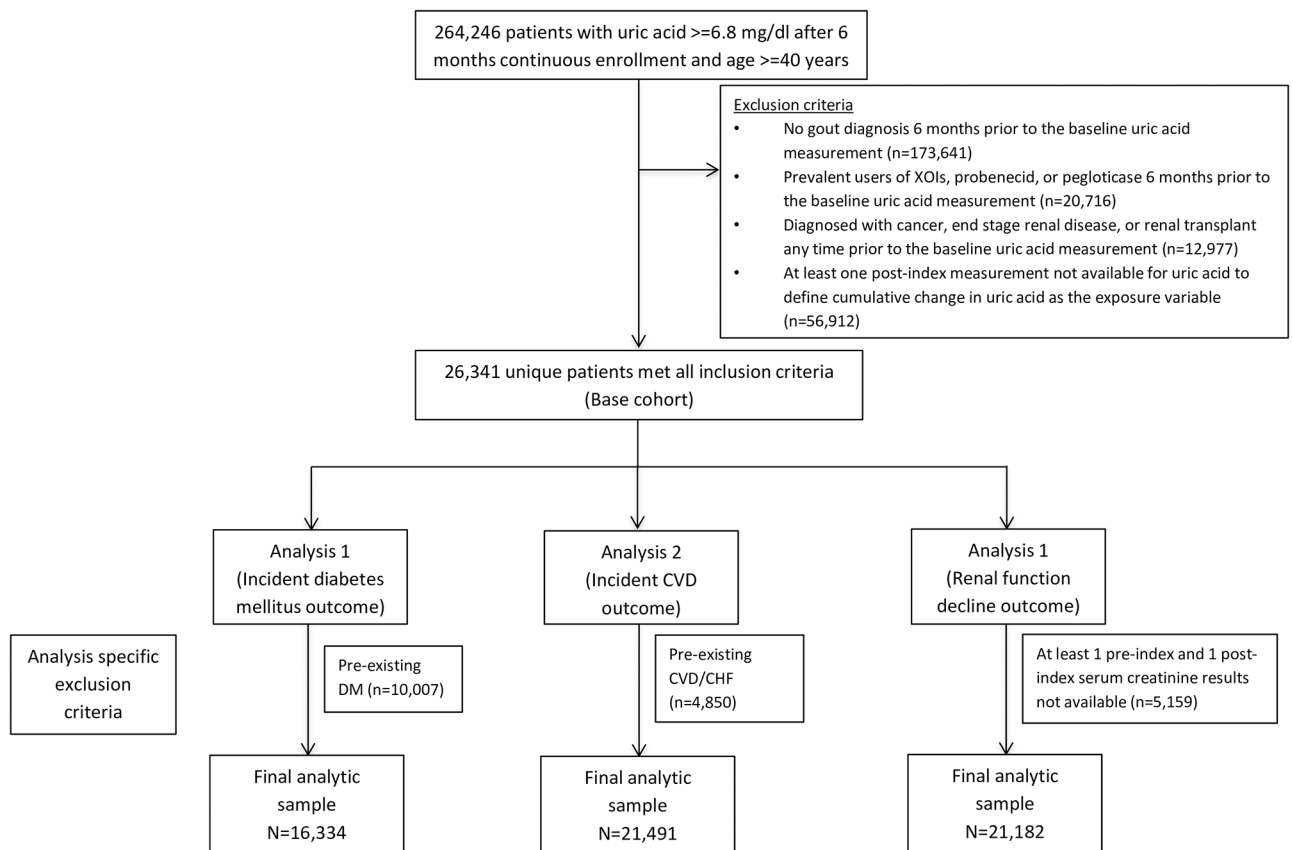 264,246 patients with uric acid >=6.8 mg/dl after 6
months continuous enrollment and age >=40 years
Exclusion criteria
• No gout diagnosis 6 months prior to the baseline uric acid
measurement (n=173,641)
• Prevalent users of XOIs, probenecid, or pegloticase 6 months prior to
the baseline uric acid measurement (n=20,716)
• Diagnosed with cancer, end stage renal disease, or renal transplant
any time prior to the baseline uric acid measurement (n=12,977)
• At least one post-index measurement not available for uric acid to
define cumulative change in uric acid as the exposure variable
(n=56,912)
26,341 unique patients met all inclusion criteria
(Base cohort)
Analysis 1
(Incident diabetes
mellitus outcome)
Analysis 2
(Incident CVD
outcome)
Analysis 1
(Renal function
decline outcome)
Analysis specific
exclusion
criteria
Pre-existing
DM (n=10,007)
Pre-existing
CVD/CHF
(n=4,850)
At least 1 pre-index and 1 post-
index serum creatinine results
not available (n=5,159)
Final analytic
sample
N=16,334
Final analytic
sample
N=21,491
Final analytic
sample
N=21,182